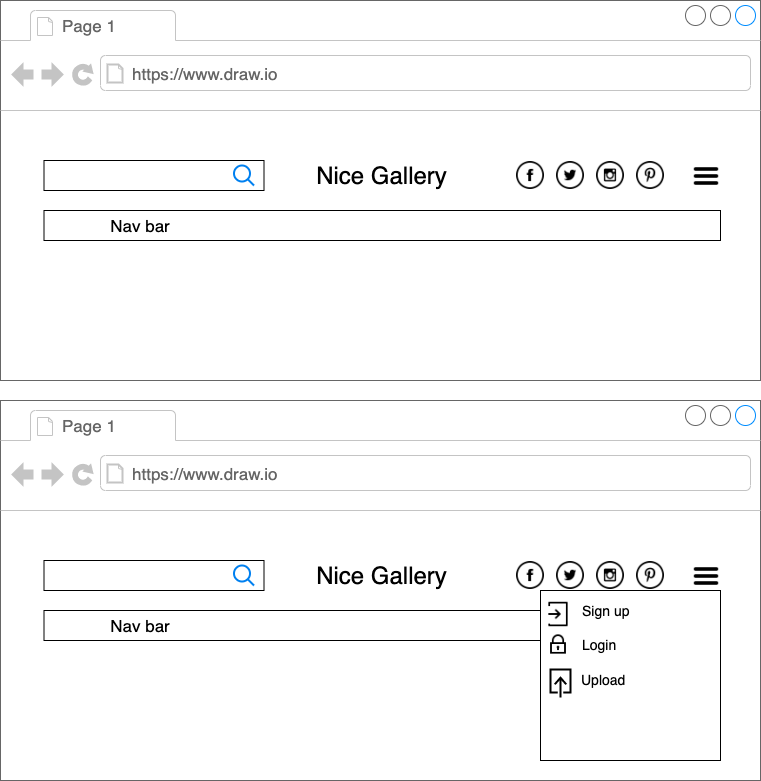 Page 1
https://www.draw.io
Nice Gallery
Nav bar
Page 1
https://www.draw.io
Nice Gallery
Nav bar
Sign up
Login
Upload